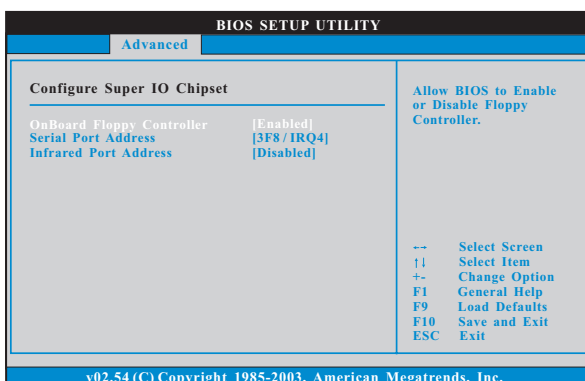 BIOS SETUP UTILITY
Advanced
Configure Super IO Chipset
OnBoard Floppy Controller [Enabled]
Serial Port Address [3F8 / IRQ4]
Infrared Port Address [Disabled]
Allow BIOS to Enable
or Disable Floppy
Controller.
←→ Select Screen
↑↓ Select Item
+- Change Option
F1 General Help
F9 Load Defaults
F10 Save and Exit
ESC Exit
v02.54 (C) Copyright 1985-2003, American Megatrends, Inc.